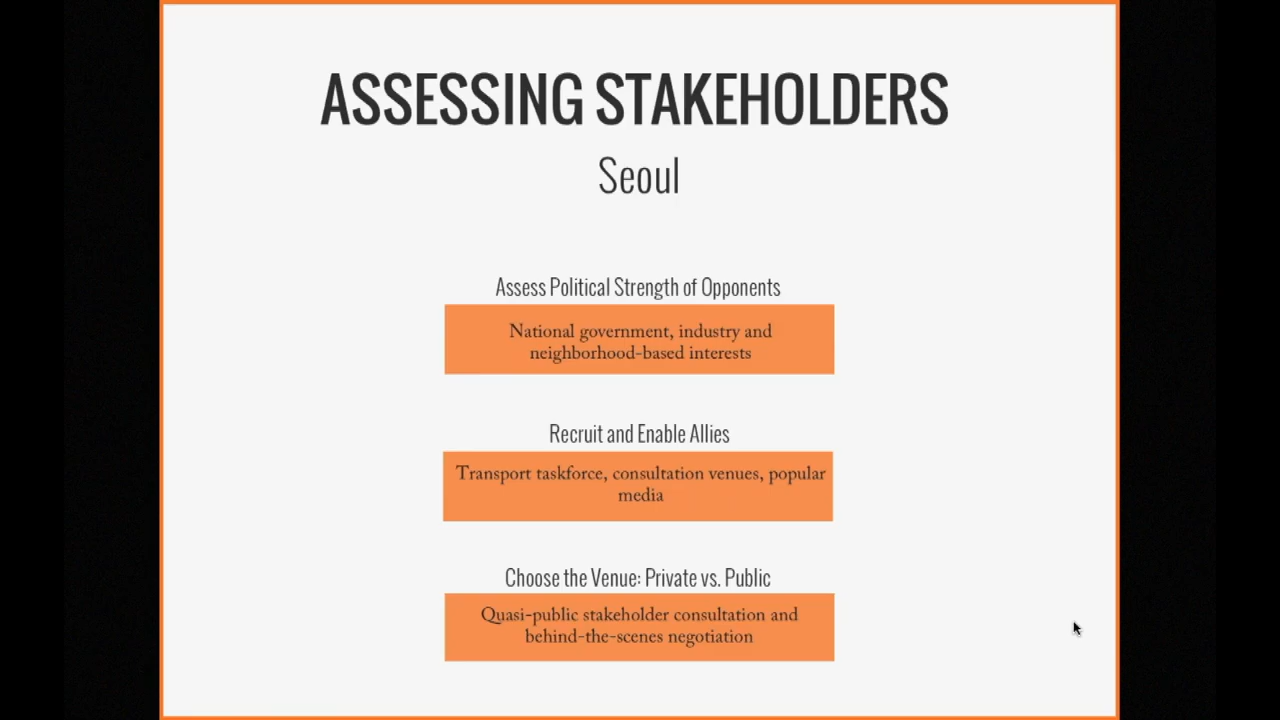 ASSESSING STAKEHOLDERS
Seoul
Assess Political Strength of Opponents
National government, industry and
neighborhood-based interests
Recruit and Enable Allies
Transport taskforce, consultation venues, popular
media
Choose the Venue: Private vs. Public
Quasi-public stakeholder consultation and
behind-the-scenes negotiation